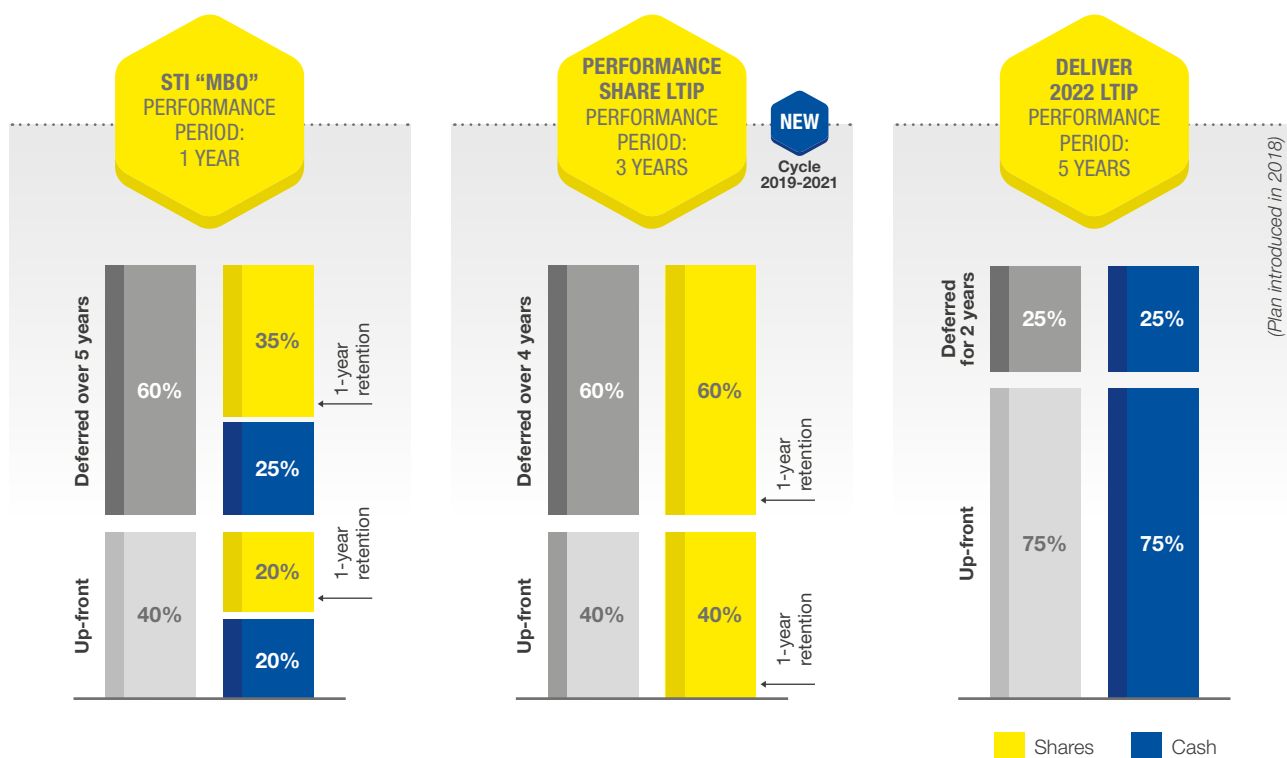 STI “MBO”
PERFORMANCE
PERIOD:
1 YEAR
Deferred over 5 years
60%
35%
1-year
retention
25%
Up-front
40%
20%
1-year
retention
20%
PERFORMANCE
SHARE LTIP
PERFORMANCE
PERIOD:
3 YEARS
NEW
Cycle
2019-2021
Deferred over 4 years
60%
60%
1-year
retention
Up-front
40%
40%
1-year
retention
DELIVER
2022 LTIP
PERFORMANCE
PERIOD:
5 YEARS
(Plan introduced in 2018)
Deferred
for 2 years
25%
25%
Up-front
75%
75%
Shares
Cash